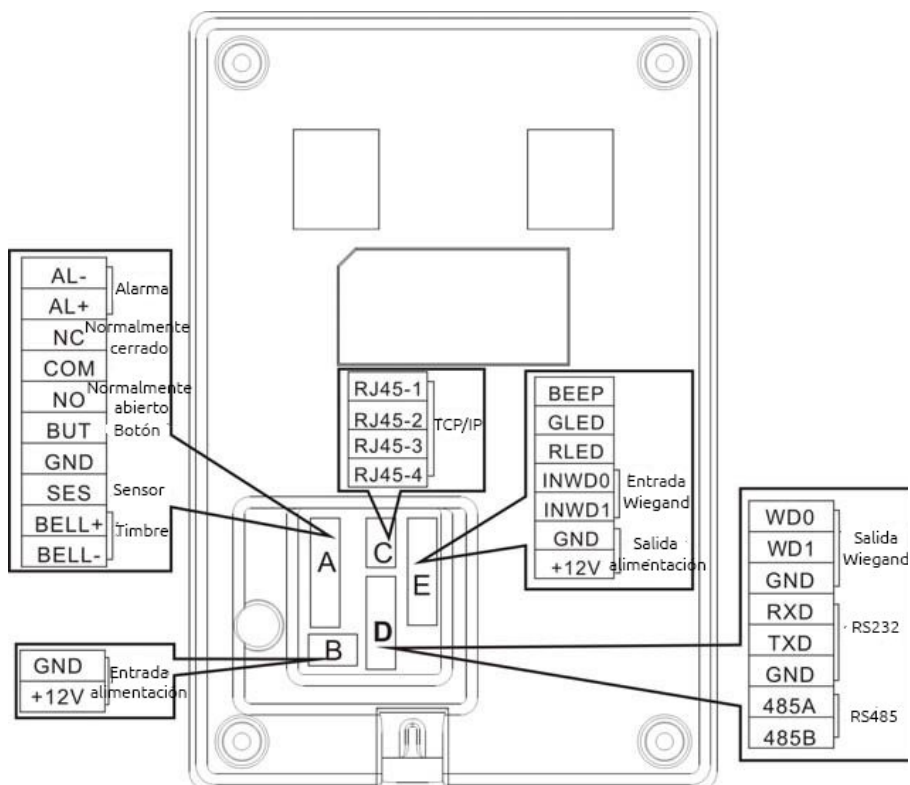 AL-
AL+
Alarma
NC
Normalmente
cerrado
COM
NO
Normalmente
abierto
BUT
Botón
GND
SES
Sensor
BELL+
BELL-
Timbre
GND
+12V
Entrada
alimentación
RJ45-1
RJ45-2
RJ45-3
RJ45-4
TCP/IP
A
B
C
D
E
BEEP
GLED
RLED
INWD0
INWD1
Entrada
Wiegand
GND
+12V
Salida
alimentación
WD0
WD1
GND
Salida
Wiegand
RXD
TXD
GND
RS232
485A
485B
RS485